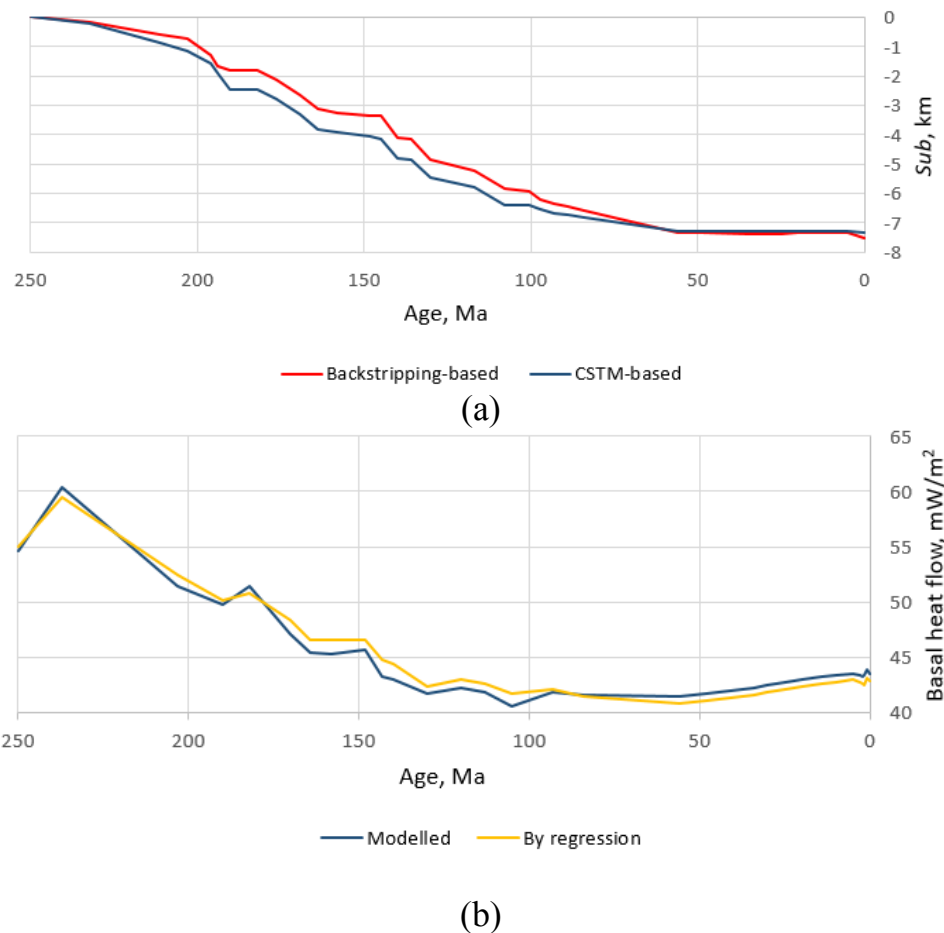 0
-1
-2
-3
-4
-5
-6
-7
-8
Sub, km
250 200 150 100 50 0
Age, Ma
Backstripping-based CSTM-based
(a)
65
60
55
50
45
40
Basal heat flow, mW/m²
250 200 150 100 50 0
Age, Ma
Modelled By regression
(b)